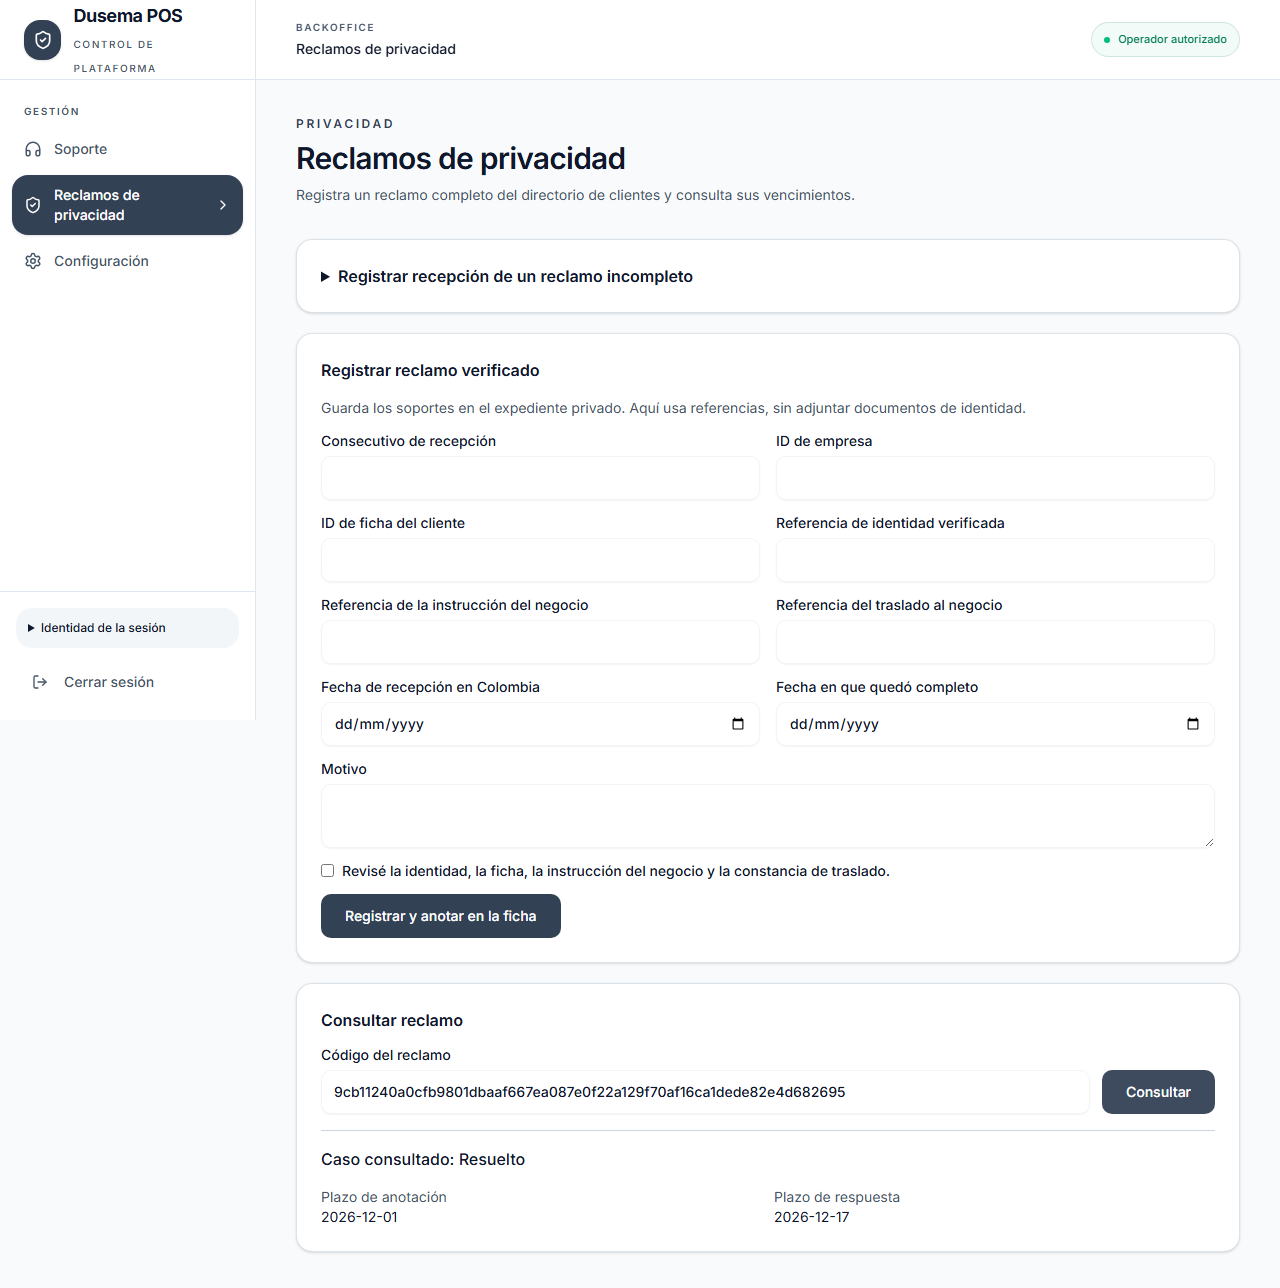 Dusema POS
CONTROL DE
PLATAFORMA
BACKOFFICE
Reclamos de privacidad
Operador autorizado
GESTIÓN
Soporte
Reclamos de
privacidad
Configuración
Identidad de la sesión
Cerrar sesión
PRIVACIDAD
Reclamos de privacidad
Registra un reclamo completo del directorio de clientes y consulta sus vencimientos.
Registrar recepción de un reclamo incompleto
Registrar reclamo verificado
Guarda los soportes en el expediente privado. Aquí usa referencias, sin adjuntar documentos de identidad.
Consecutivo de recepción
ID de empresa
ID de ficha del cliente
Referencia de identidad verificada
Referencia de la instrucción del negocio
Referencia del traslado al negocio
Fecha de recepción en Colombia
Fecha en que quedó completo
dd/mm/yyyy
dd/mm/yyyy
Motivo
Revisé la identidad, la ficha, la instrucción del negocio y la constancia de traslado.
Registrar y anotar en la ficha
Consultar reclamo
Código del reclamo
9cb11240a0cfb9801dbaaf667ea087e0f22a129f70af16ca1dede82e4d682695
Consultar
Caso consultado: Resuelto
Plazo de anotación
Plazo de respuesta
2026-12-01
2026-12-17